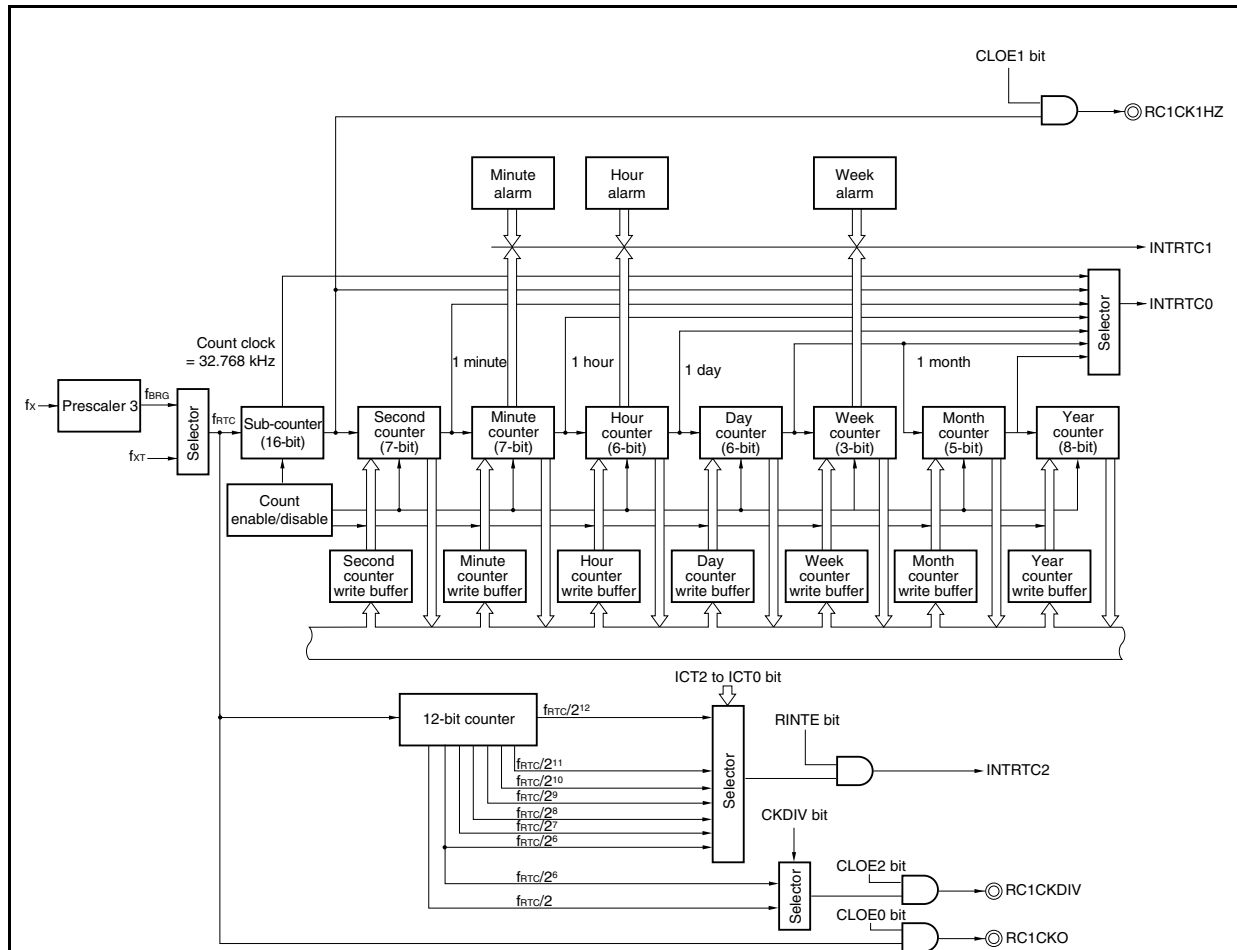 CLOE1 bit
RC1CK1HZ
Minute
alarm
Hour
alarm
Week
alarm
INTRTC1
INTRTC0
Selector
Count clock
= 32.768 kHz
1 minute
1 hour
1 day
1 month
fX
Prescaler 3
fBRG
fXT
Selector
fRTC
Sub-counter
(16-bit)
Second
counter
(7-bit)
Minute
counter
(7-bit)
Hour
counter
(6-bit)
Day
counter
(6-bit)
Week
counter
(3-bit)
Month
counter
(5-bit)
Year
counter
(8-bit)
Count
enable/disable
Second
counter
write buffer
Minute
counter
write buffer
Hour
counter
write buffer
Day
counter
write buffer
Week
counter
write buffer
Month
counter
write buffer
Year
counter
write buffer
ICT2 to ICT0 bit
12-bit counter
fRTC/2¹²
fRTC/2¹¹
fRTC/2¹⁰
fRTC/2⁹
fRTC/2⁸
fRTC/2⁷
fRTC/2⁶
Selector
RINTE bit
INTRTC2
CKDIV bit
fRTC/2⁶
fRTC/2
Selector
CLOE2 bit
RC1CKDIV
CLOE0 bit
RC1CKO